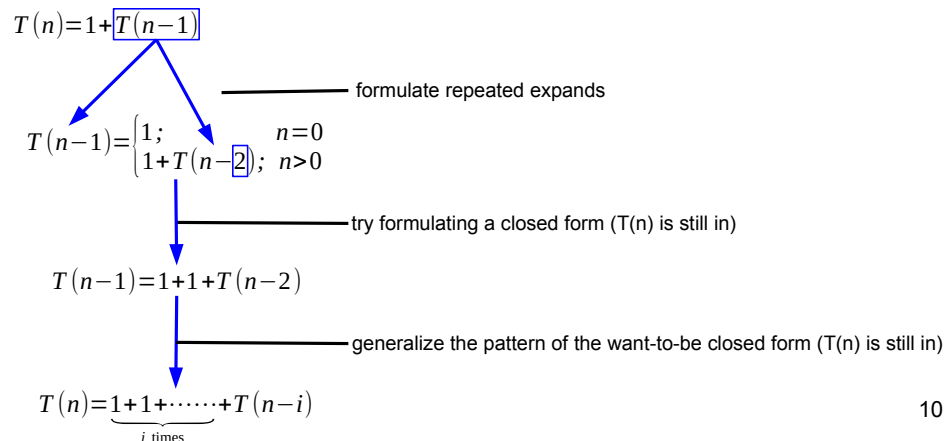 T(n)=1+T(n−1)
formulate repeated expands
T(n−1)={1; n=0
1+T(n−2); n>0
try formulating a closed form (T(n) is still in)
T(n−1)=1+1+T(n−2)
generalize the pattern of the want-to-be closed form (T(n) is still in)
T(n)=1+1+⋯⋯+T(n−i)
i times
10